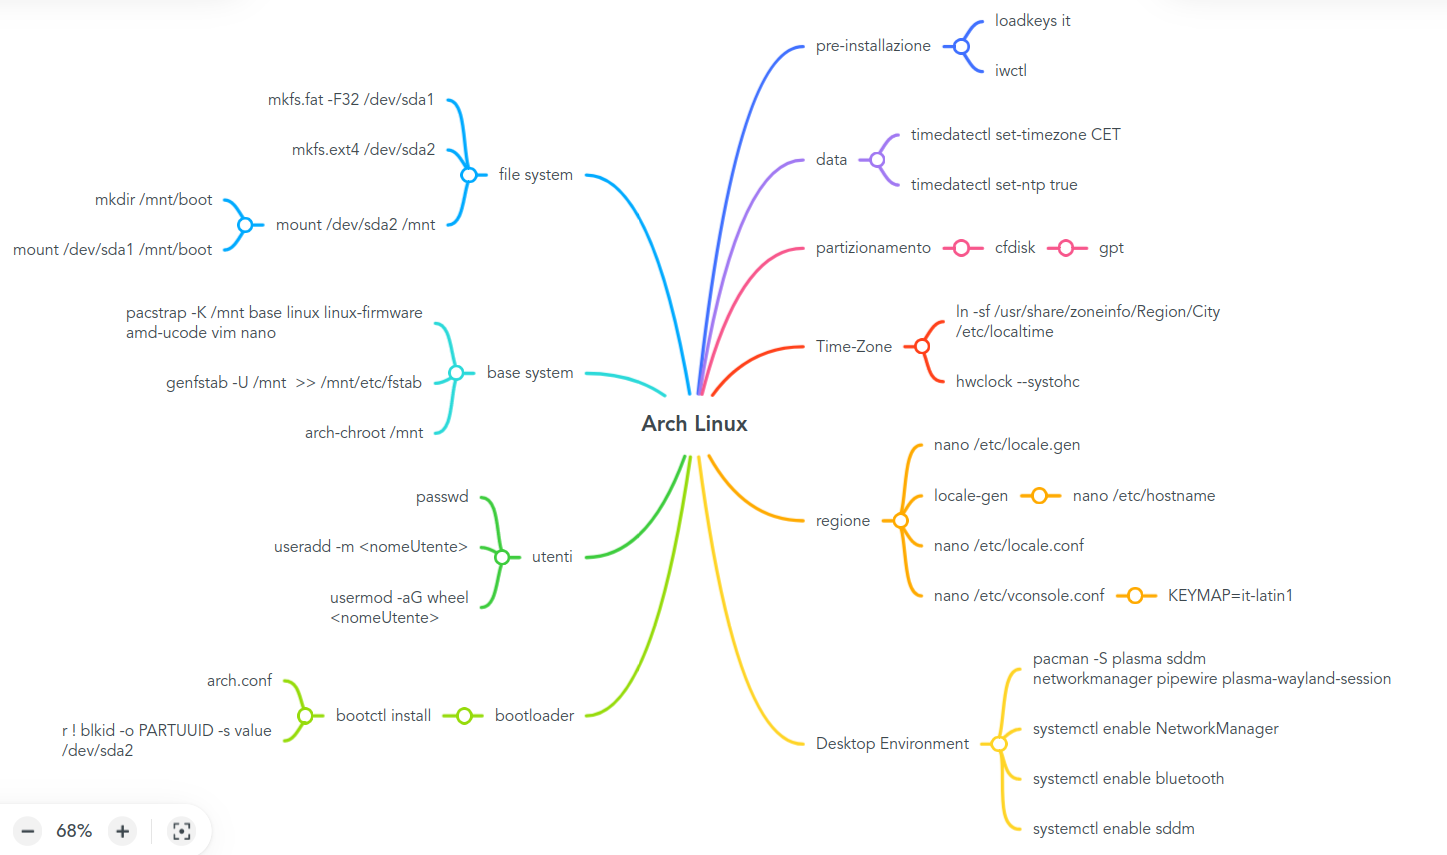 Arch Linux
pre-installazione
loadkeys it
iwctl
data
timedatectl set-timezone CET
timedatectl set-ntp true
partizionamento
cfdisk
gpt
Time-Zone
ln -sf /usr/share/zoneinfo/Region/City
/etc/localtime
hwclock --systohc
regione
nano /etc/locale.gen
locale-gen
nano /etc/hostname
nano /etc/locale.conf
nano /etc/vconsole.conf
KEYMAP=it-latin1
Desktop Environment
pacman -S plasma sddm
networkmanager pipewire plasma-wayland-session
systemctl enable NetworkManager
systemctl enable bluetooth
systemctl enable sddm
file system
mkfs.fat -F32 /dev/sda1
mkfs.ext4 /dev/sda2
mount /dev/sda2 /mnt
mkdir /mnt/boot
mount /dev/sda1 /mnt/boot
base system
pacstrap -K /mnt base linux linux-firmware
amd-ucode vim nano
genfstab -U /mnt  >> /mnt/etc/fstab
arch-chroot /mnt
utenti
passwd
useradd -m <nomeUtente>
usermod -aG wheel
<nomeUtente>
bootloader
bootctl install
arch.conf
r ! blkid -o PARTUUID -s value
/dev/sda2
68%